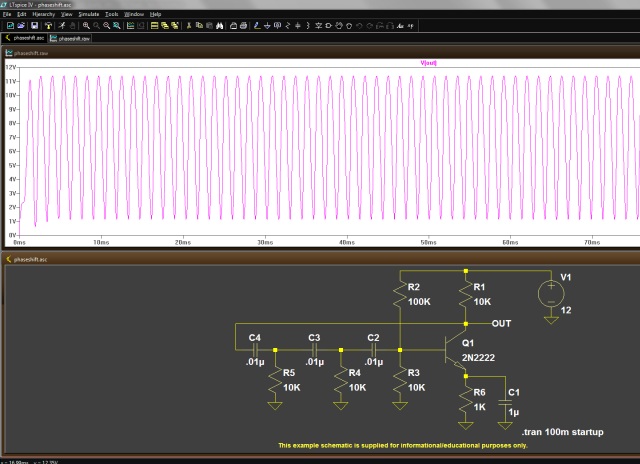 LTspice IV - phaseshift.asc
File Edit Hierarchy View Simulate Tools Window Help
phaseshift.asc phaseshift.raw
phaseshift.raw
V(out)
12V
11V
10V
9V
8V
7V
6V
5V
4V
3V
2V
1V
0V
0ms 10ms 20ms 30ms 40ms 50ms 60ms 70ms
phaseshift.asc
V1
R2 R1
100K 10K
12
OUT
C4 C3 C2 Q1
.01µ .01µ .01µ 2N2222
R5 R4 R3
10K 10K 10K
R6 C1
1K 1µ
.tran 100m startup
This example schematic is supplied for informational/educational purposes only.